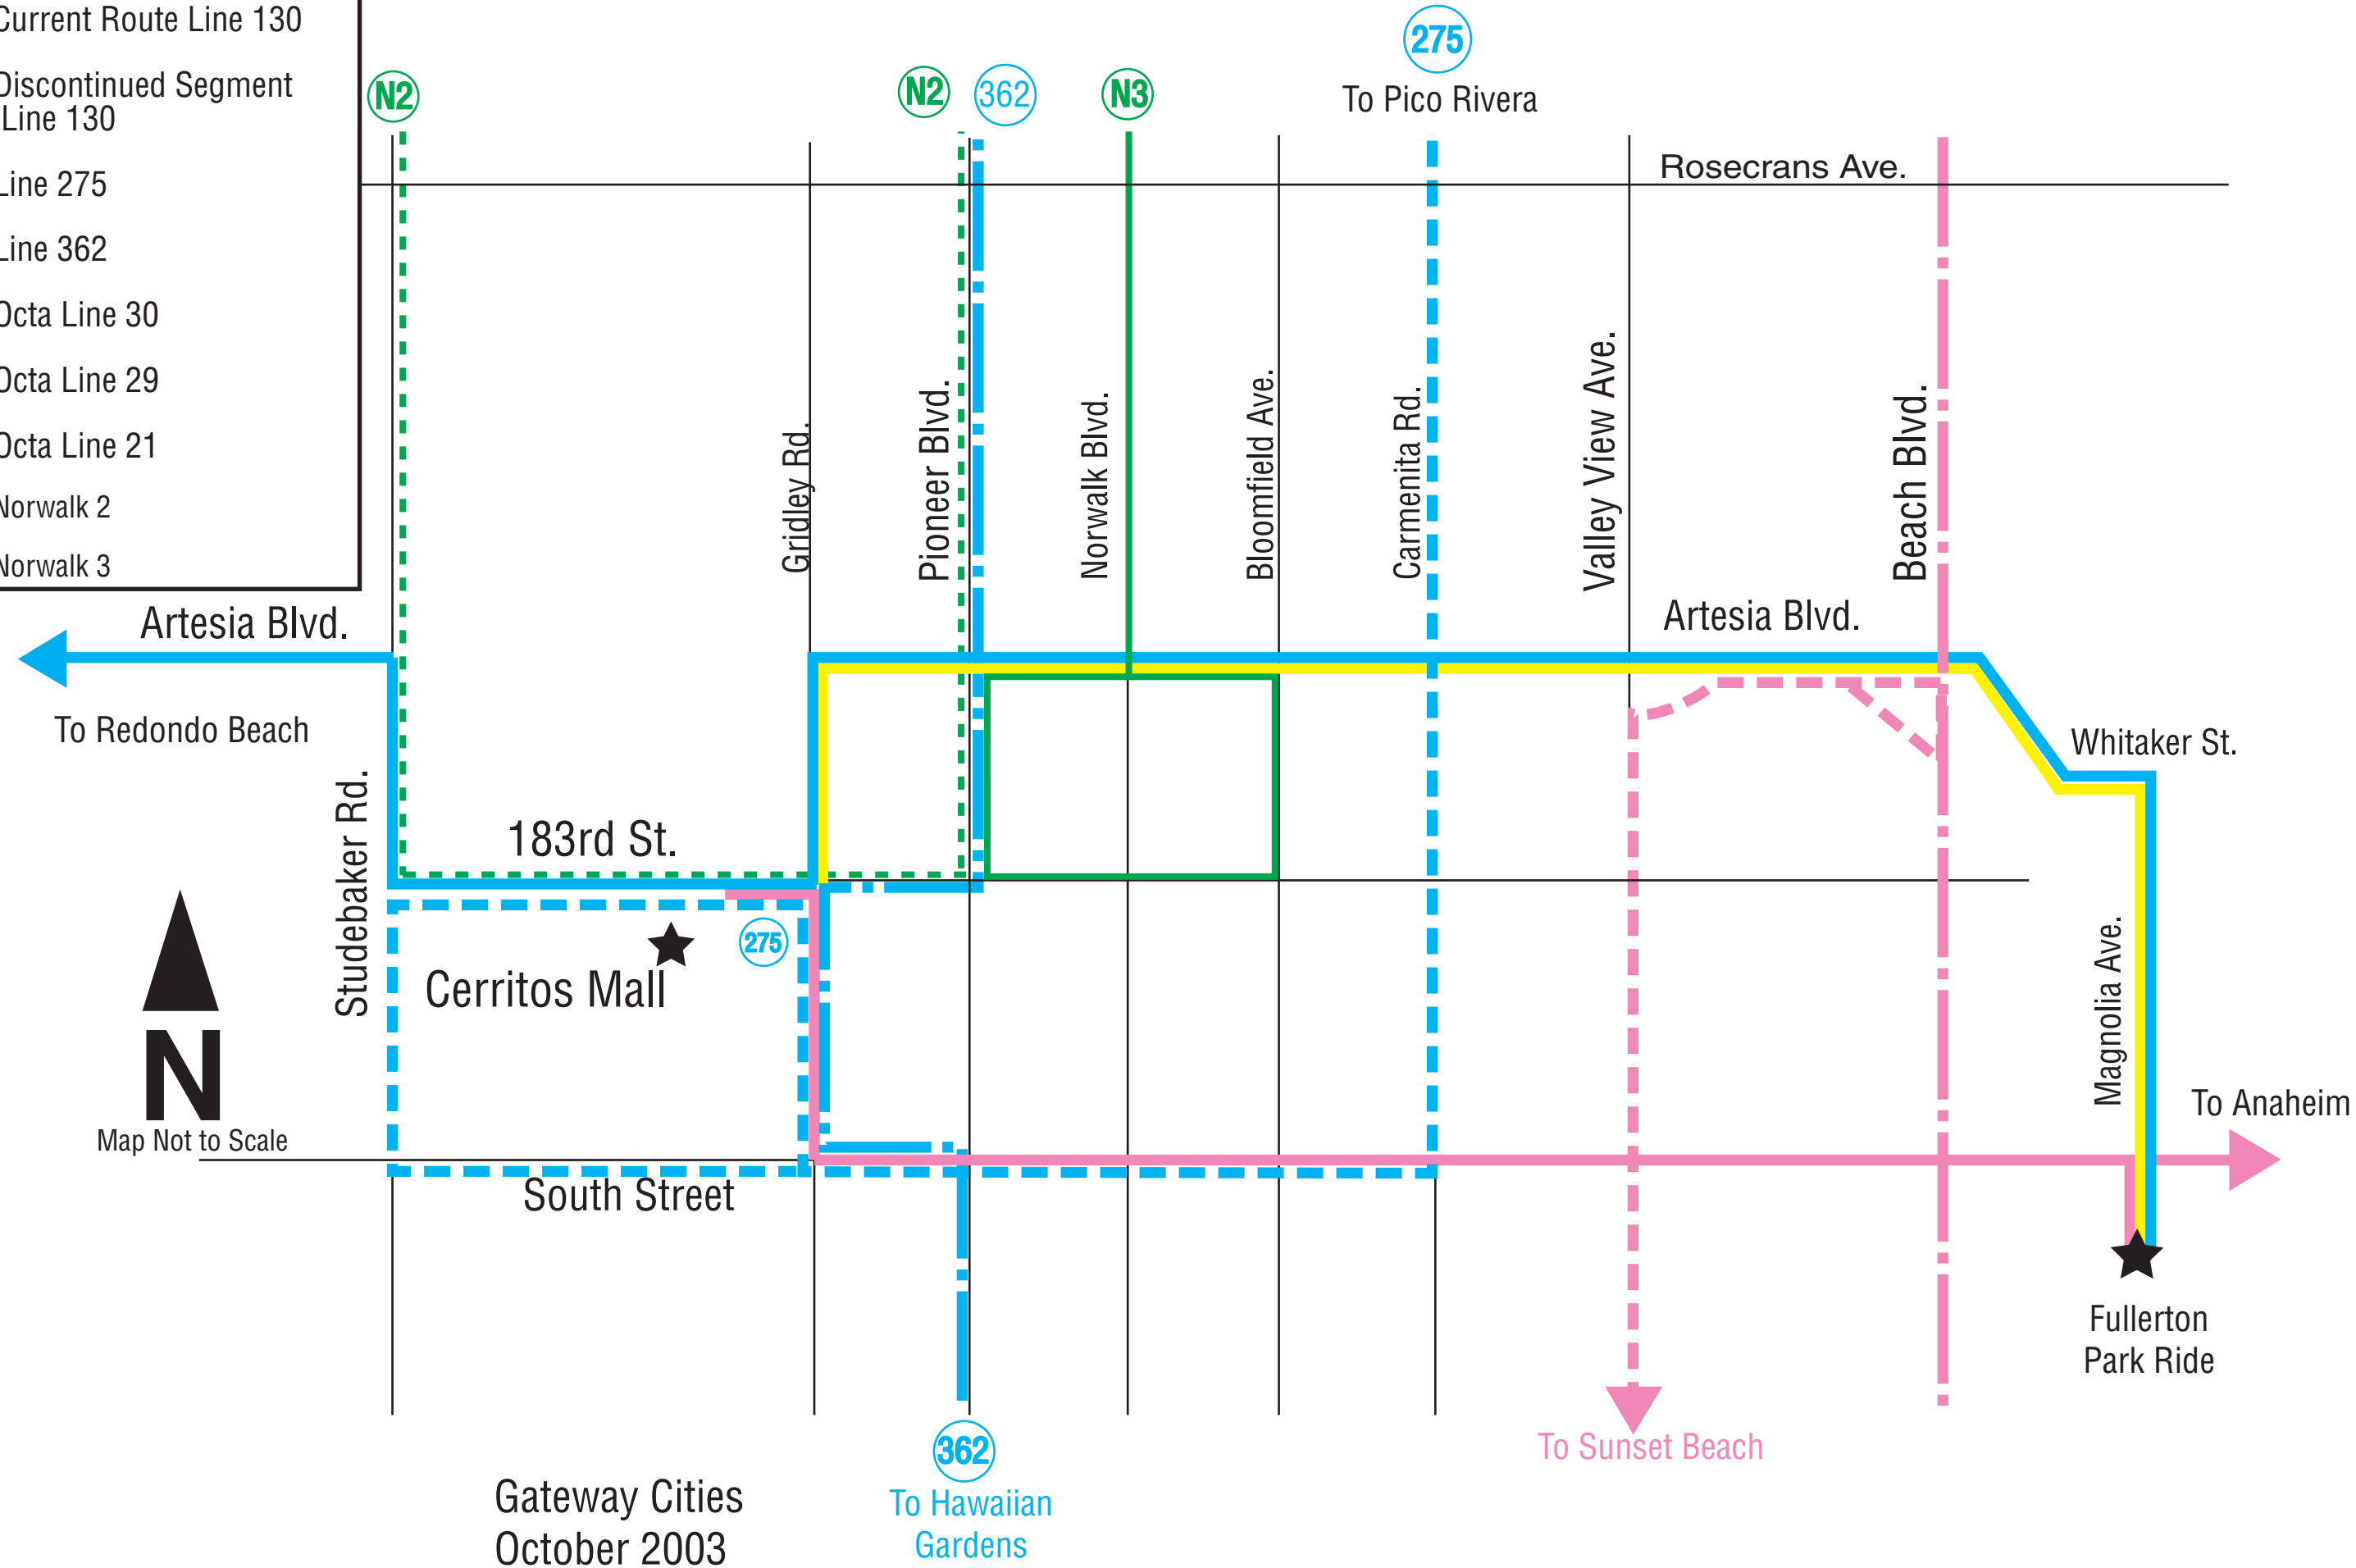 Current Route Line 130
Discontinued Segment
Line 130
Line 275
Line 362
Octa Line 30
Octa Line 29
Octa Line 21
Norwalk 2
Norwalk 3
N2
N2
362
N3
275
To Pico Rivera
Rosecrans Ave.
Gridley Rd.
Pioneer Blvd.
Norwalk Blvd.
Bloomfield Ave.
Carmenita Rd.
Valley View Ave.
Beach Blvd.
Artesia Blvd.
Artesia Blvd.
To Redondo Beach
Whitaker St.
Studebaker Rd.
183rd St.
275
Cerritos Mall
Magnolia Ave.
N
Map Not to Scale
To Anaheim
South Street
Fullerton
Park Ride
362
To Hawaiian
Gardens
To Sunset Beach
Gateway Cities
October 2003